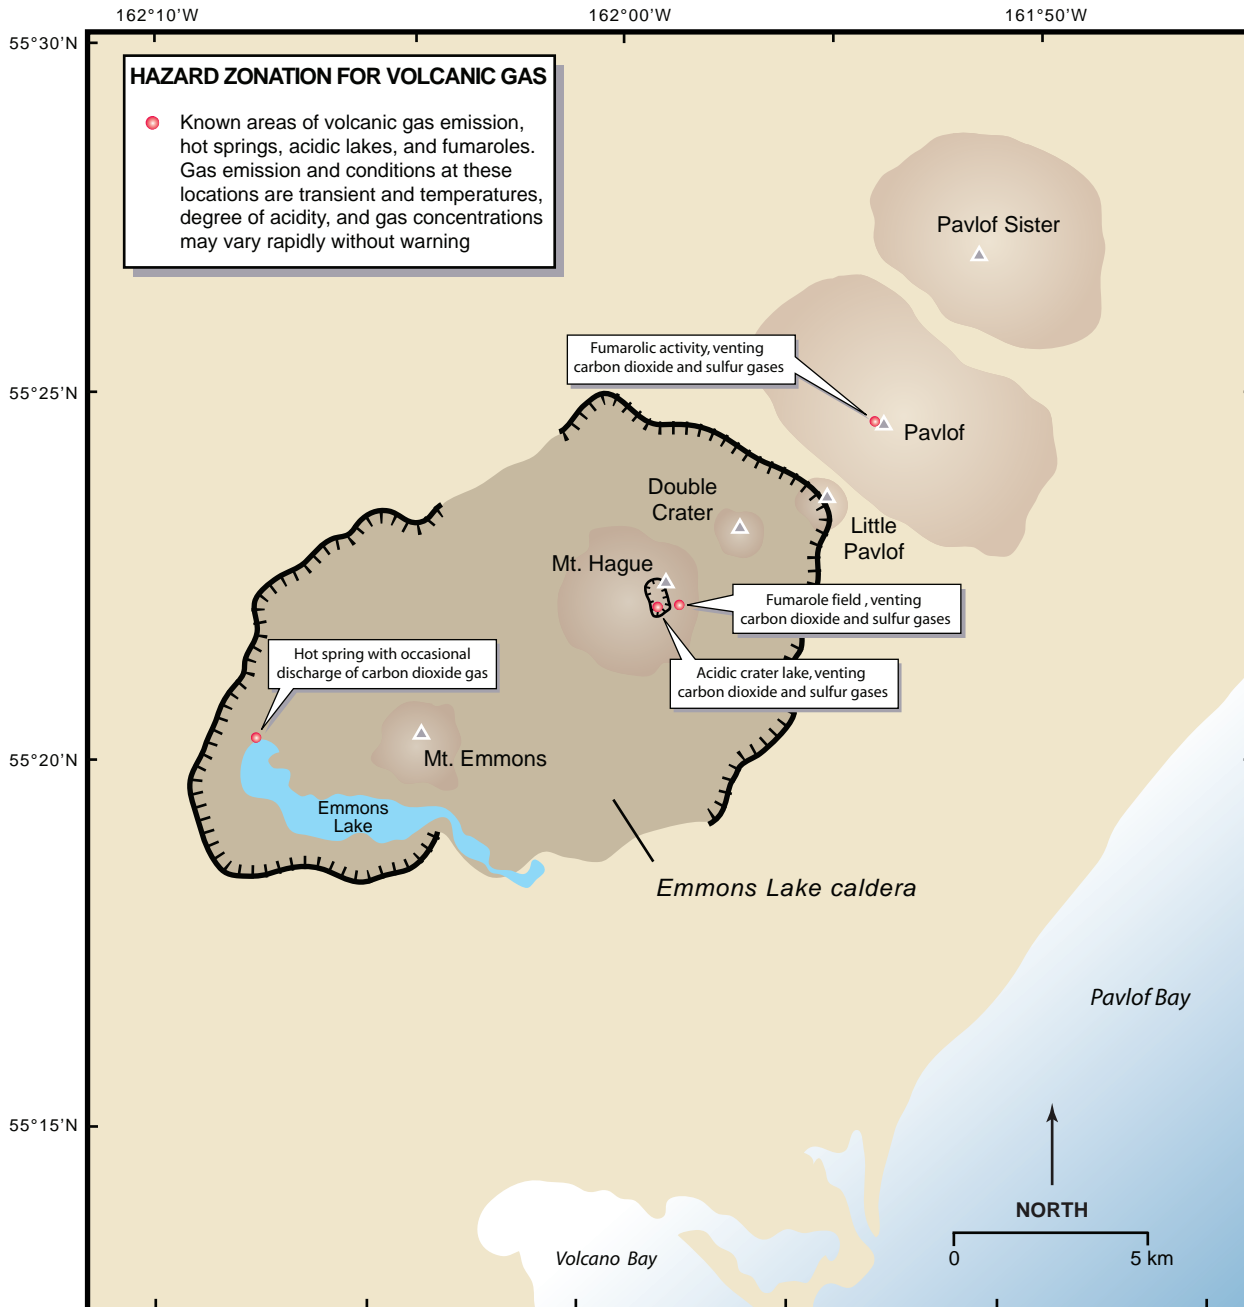 162°10'W
162°00'W
161°50'W
55°30'N
55°25'N
55°20'N
55°15'N
HAZARD ZONATION FOR VOLCANIC GAS
Known areas of volcanic gas emission,
hot springs, acidic lakes, and fumaroles.
Gas emission and conditions at these
locations are transient and temperatures,
degree of acidity, and gas concentrations
may vary rapidly without warning
Pavlof Sister
Fumarolic activity, venting
carbon dioxide and sulfur gases
Pavlof
Double
Crater
Little
Pavlof
Mt. Hague
Fumarole field , venting
carbon dioxide and sulfur gases
Hot spring with occasional
discharge of carbon dioxide gas
Acidic crater lake, venting
carbon dioxide and sulfur gases
Mt. Emmons
Emmons
Lake
Emmons Lake caldera
Pavlof Bay
NORTH
0 5 km
Volcano Bay